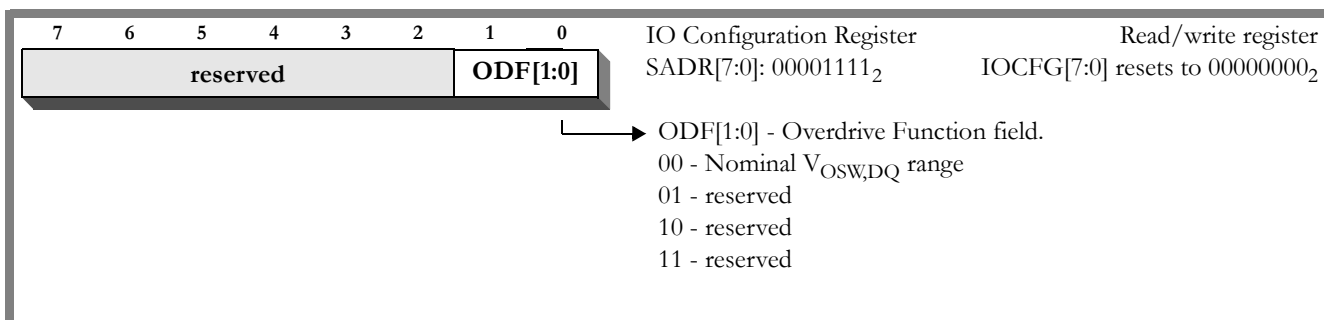 7 6 5 4 3 2 1 0
reserved ODF[1:0]
IO Configuration Register Read/write register
SADR[7:0]: 00001111₂ IOCFG[7:0] resets to 00000000₂
ODF[1:0] - Overdrive Function field.
00 - Nominal V_OSW,DQ range
01 - reserved
10 - reserved
11 - reserved